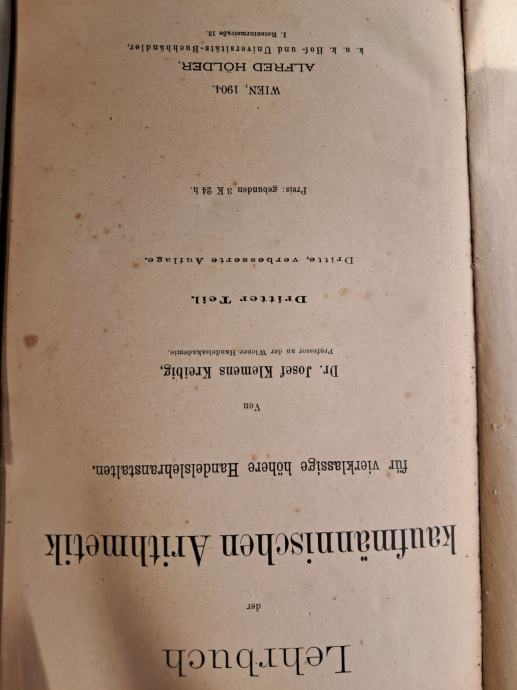 Lehrbuch
der
kaufmännischen Arithmetik
für vierklassige höhere Handelslehranstalten.
Von
Dr. Josef Klemens Kreibig,
Professor an der Wiener Handelsakademie.
Dritter Teil.
Dritte, verbesserte Auflage.
Preis: gebunden 3 K 24 h.
WIEN, 1904.
ALFRED HÖLDER,
k. u. k. Hof- und Universitäts-Buchhändler,
I. Rotenturmstraße 13.